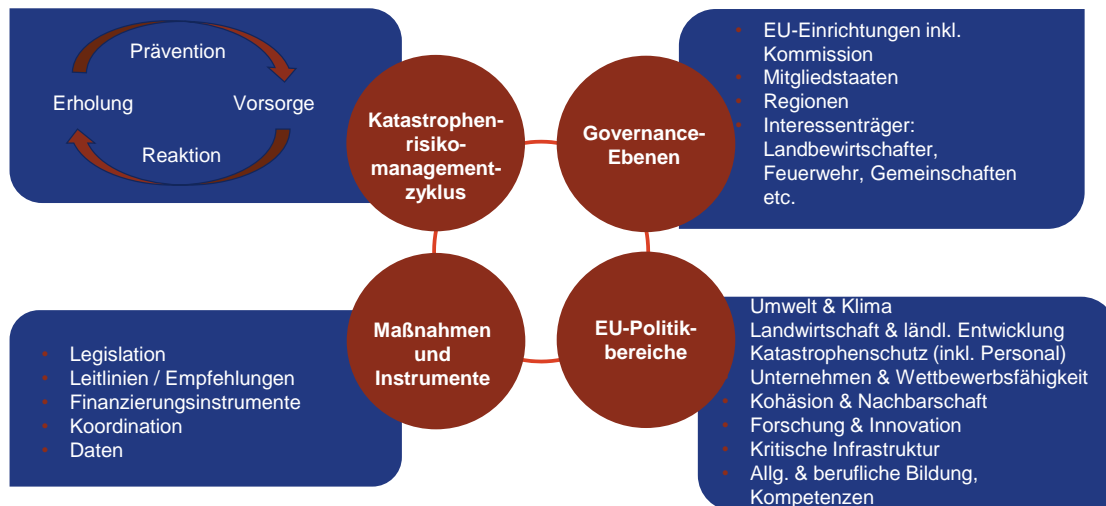 Prävention
Erholung
Vorsorge
Reaktion
Katastrophen-
risiko-
management-
zyklus
Governance-
Ebenen
• EU-Einrichtungen inkl.
Kommission
• Mitgliedstaaten
• Regionen
• Interessenträger:
Landbewirtschafter,
Feuerwehr, Gemeinschaften
etc.
• Legislation
• Leitlinien / Empfehlungen
• Finanzierungsinstrumente
• Koordination
• Daten
Maßnahmen
und
Instrumente
EU-Politik-
bereiche
Umwelt & Klima
Landwirtschaft & ländl. Entwicklung
Katastrophenschutz (inkl. Personal)
Unternehmen & Wettbewerbsfähigkeit
• Kohäsion & Nachbarschaft
• Forschung & Innovation
• Kritische Infrastruktur
• Allg. & berufliche Bildung,
Kompetenzen